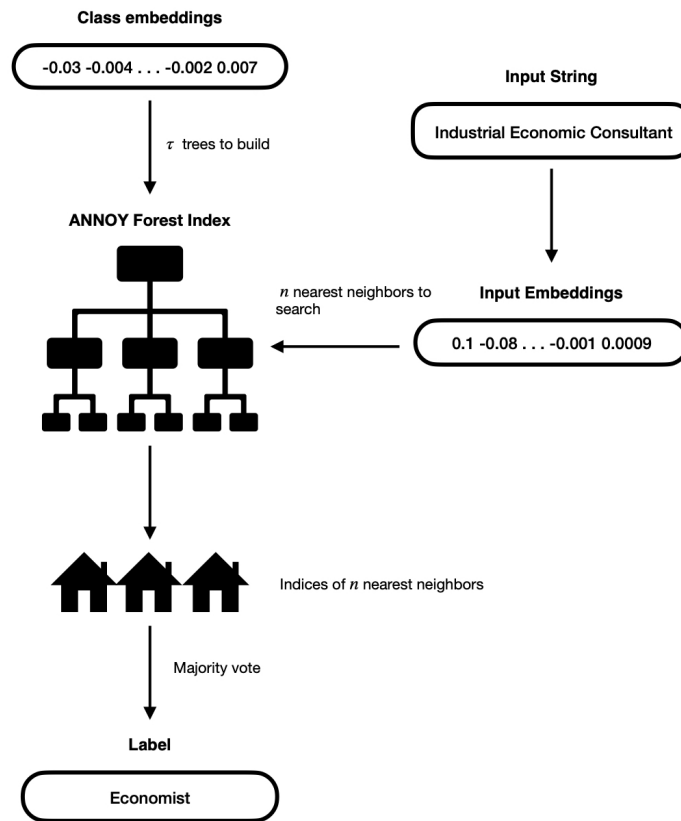 Class embeddings
-0.03 -0.004 . . . -0.002 0.007
Input String
Industrial Economic Consultant
τ trees to build
ANNOY Forest Index
n nearest neighbors to
search
Input Embeddings
0.1 -0.08 . . . -0.001 0.0009
Indices of n nearest neighbors
Majority vote
Label
Economist